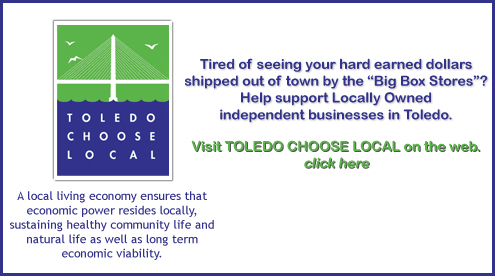 TOLEDO
CHOOSE
LOCAL
A local living economy ensures that
economic power resides locally,
sustaining healthy community life and
natural life as well as long term
economic viability.
Tired of seeing your hard earned dollars
shipped out of town by the “Big Box Stores”?
Help support Locally Owned
independent businesses in Toledo.
Visit TOLEDO CHOOSE LOCAL on the web.
click here